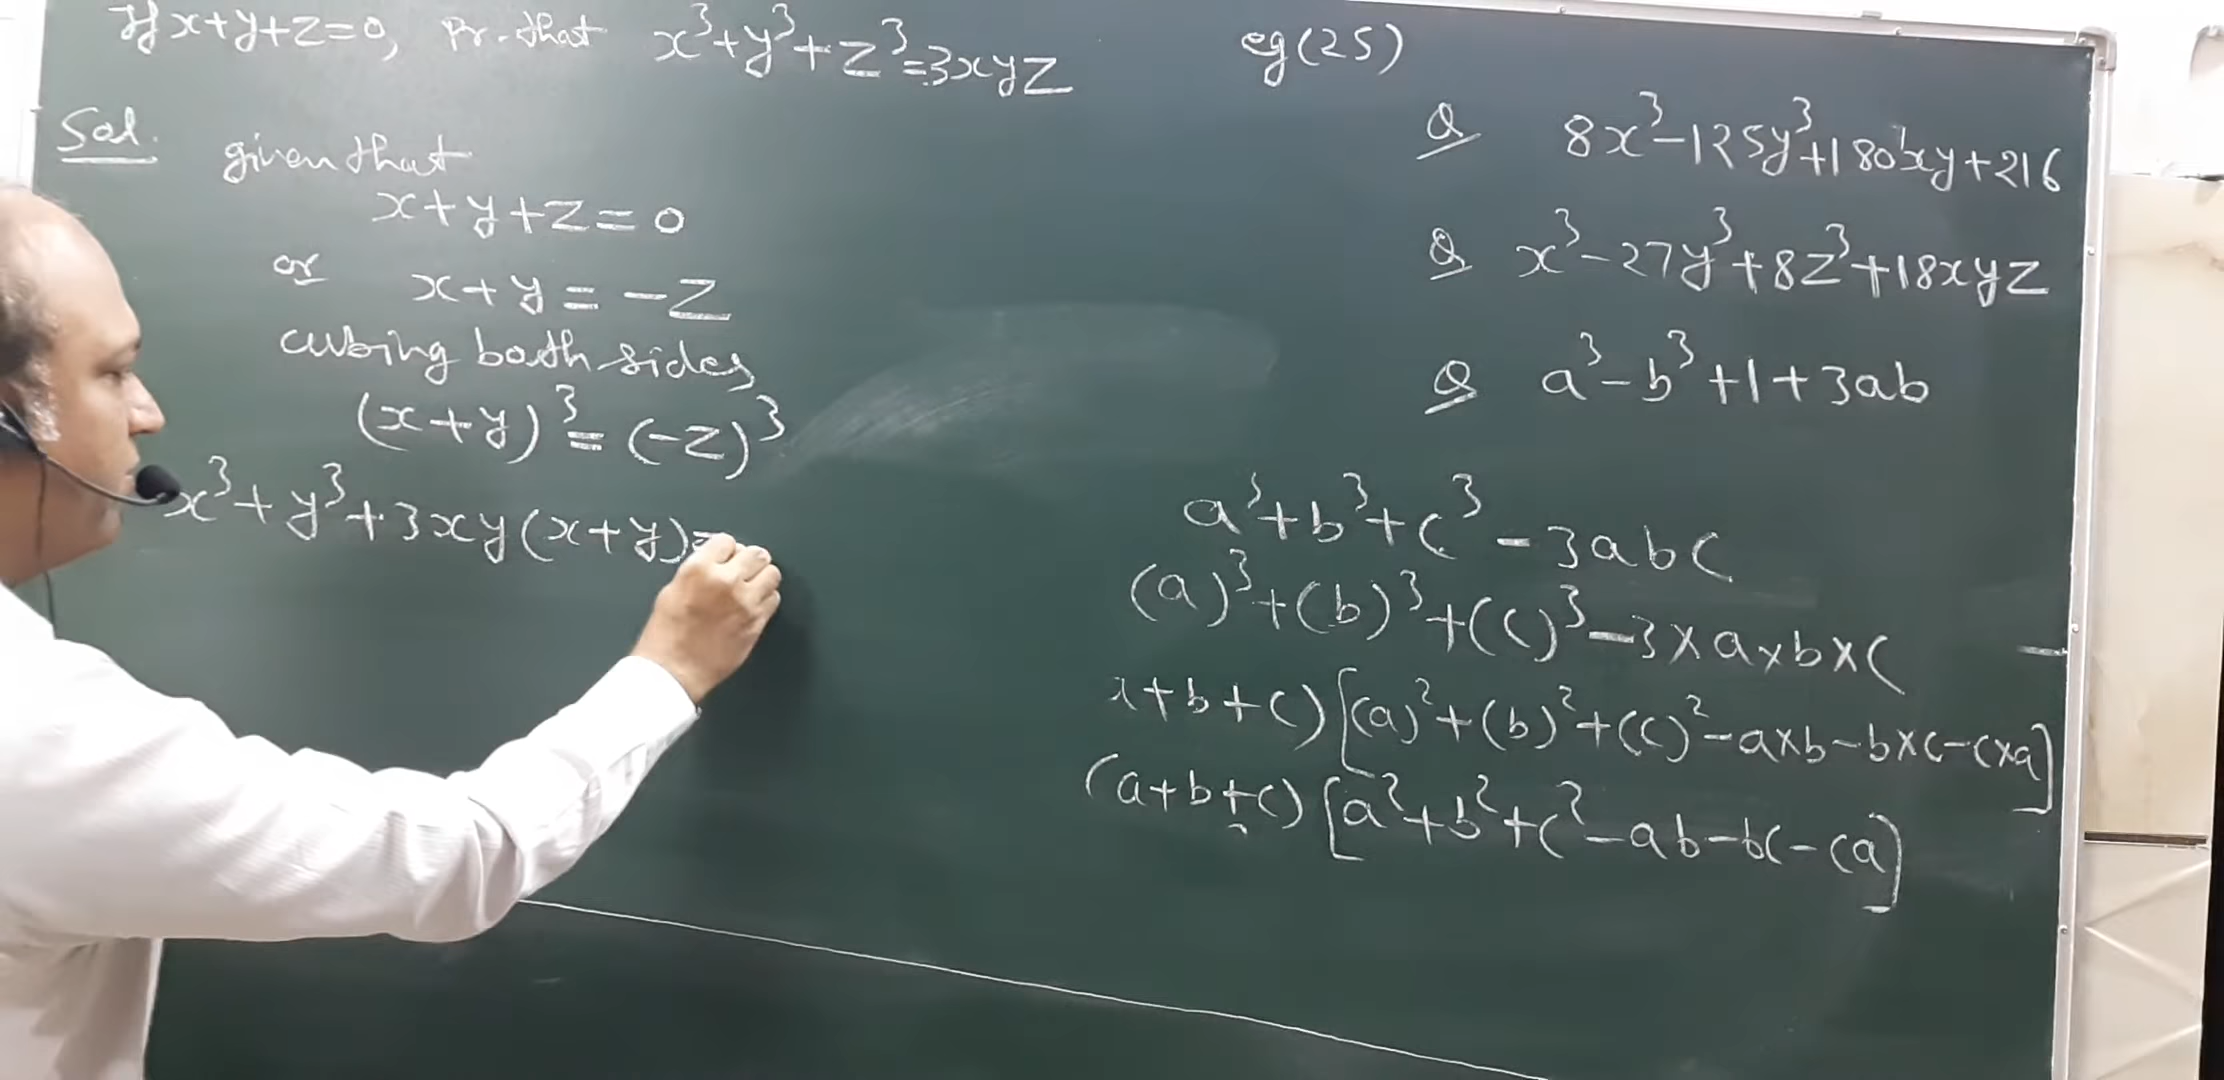 If x+y+z=0, Pr. that x³+y³+z³=3xyz
Sol. given that
x+y+z=0
or x+y=-z
cubing both sides
(x+y)³=(-z)³
x³+y³+3xy(x+y)=
eg(25)
Q 8x³-125y³+180xy+216
Q x³-27y³+8z³+18xyz
Q a³-b³+1+3ab
a³+b³+c³-3abc
(a)³+(b)³+(c)³-3×a×b×c
+b+c)[(a)²+(b)²+(c)²-a×b-b×c-c×a]
(a+b+c)[a²+b²+c²-ab-bc-ca]